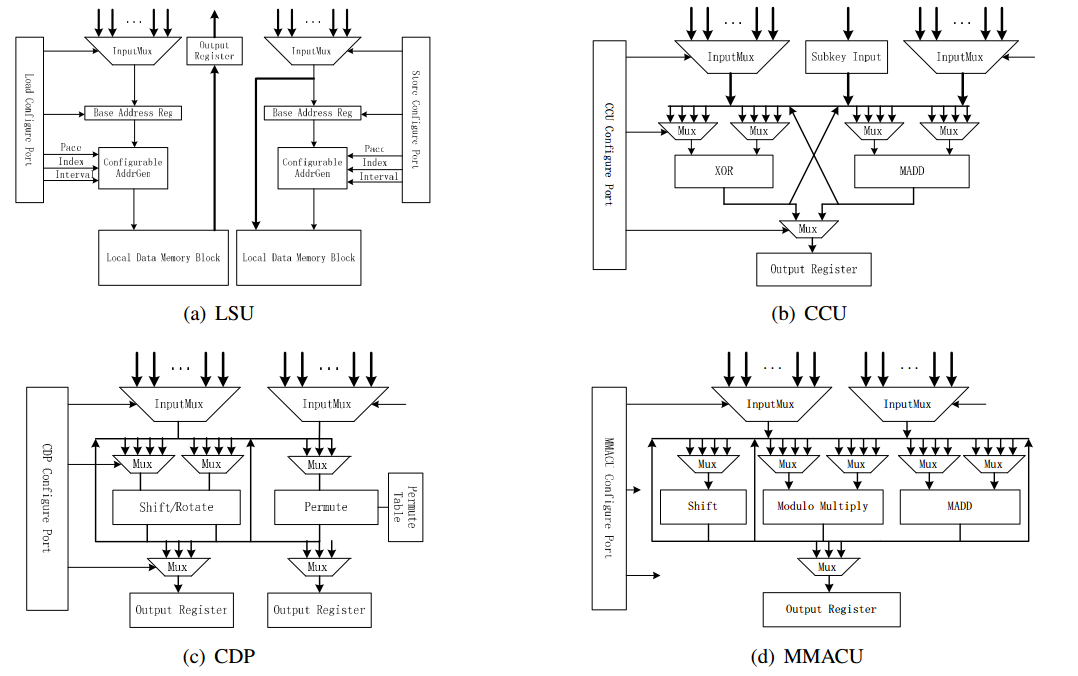 ...
InputMux
Output
Register
...
InputMux
Load Configure Port
Store Configure Port
Base Address Reg
Base Address Reg
Pacc
Index
Interval
Configurable
AddrGen
Configurable
AddrGen
Pacc
Index
Interval
Local Data Memory Block
Local Data Memory Block
(a) LSU
...
InputMux
Subkey Input
...
InputMux
CCU Configure Port
Mux
Mux
Mux
Mux
XOR
MADD
Mux
Output Register
(b) CCU
...
InputMux
...
InputMux
CDP Configure Port
Mux
Mux
Mux
Shift/Rotate
Permute
Permute
Table
Mux
Mux
Output Register
Output Register
(c) CDP
...
InputMux
...
InputMux
MMACU Configure Port
Mux
Mux
Mux
Mux
Mux
Shift
Modulo Multiply
MADD
Mux
Output Register
(d) MMACU